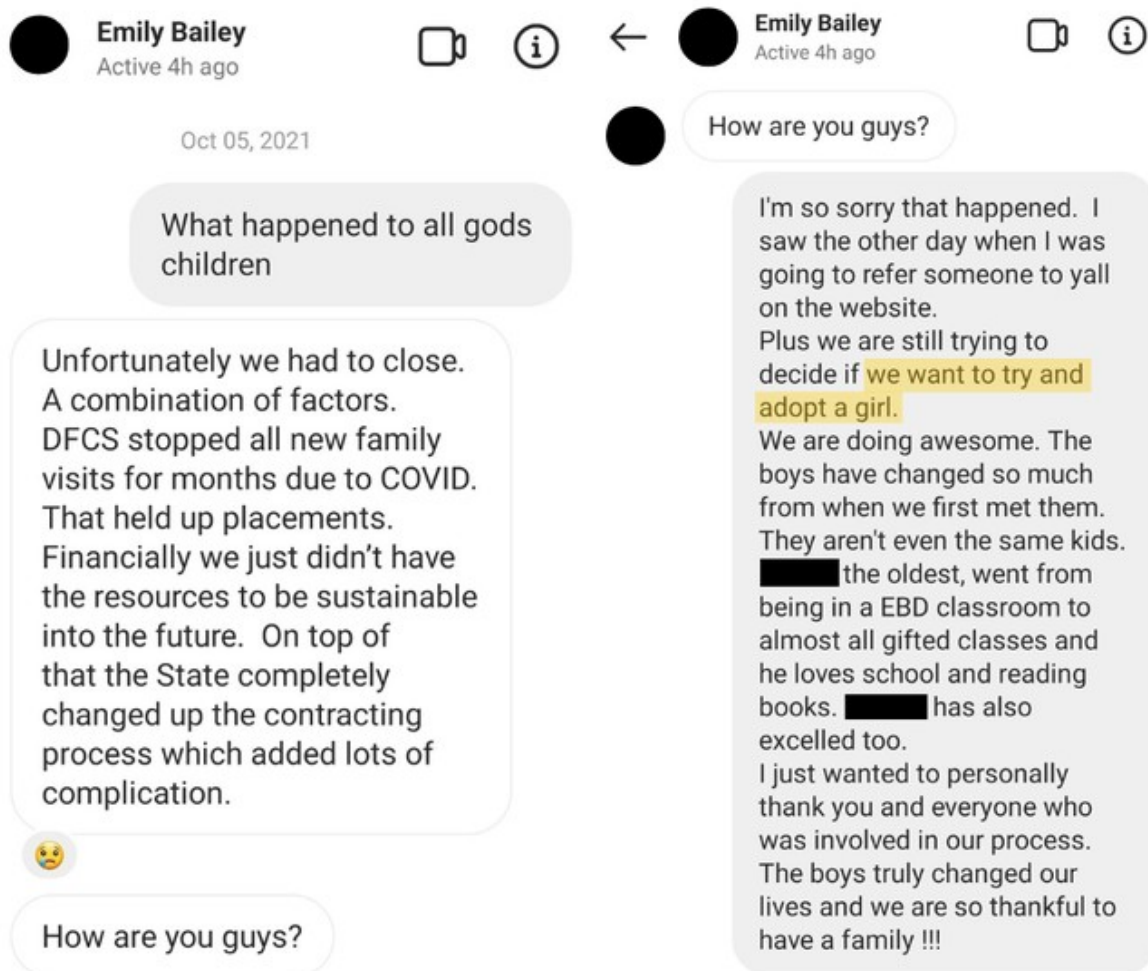 Emily Bailey
Active 4h ago
Oct 05, 2021
What happened to all gods
children
Unfortunately we had to close.
A combination of factors.
DFCS stopped all new family
visits for months due to COVID.
That held up placements.
Financially we just didn’t have
the resources to be sustainable
into the future.  On top of
that the State completely
changed up the contracting
process which added lots of
complication.
How are you guys?
Emily Bailey
Active 4h ago
How are you guys?
I'm so sorry that happened.  I
saw the other day when I was
going to refer someone to yall
on the website.
Plus we are still trying to
decide if we want to try and
adopt a girl.
We are doing awesome. The
boys have changed so much
from when we first met them.
They aren't even the same kids.
the oldest, went from
being in a EBD classroom to
almost all gifted classes and
he loves school and reading
books. has also
excelled too.
I just wanted to personally
thank you and everyone who
was involved in our process.
The boys truly changed our
lives and we are so thankful to
have a family !!!